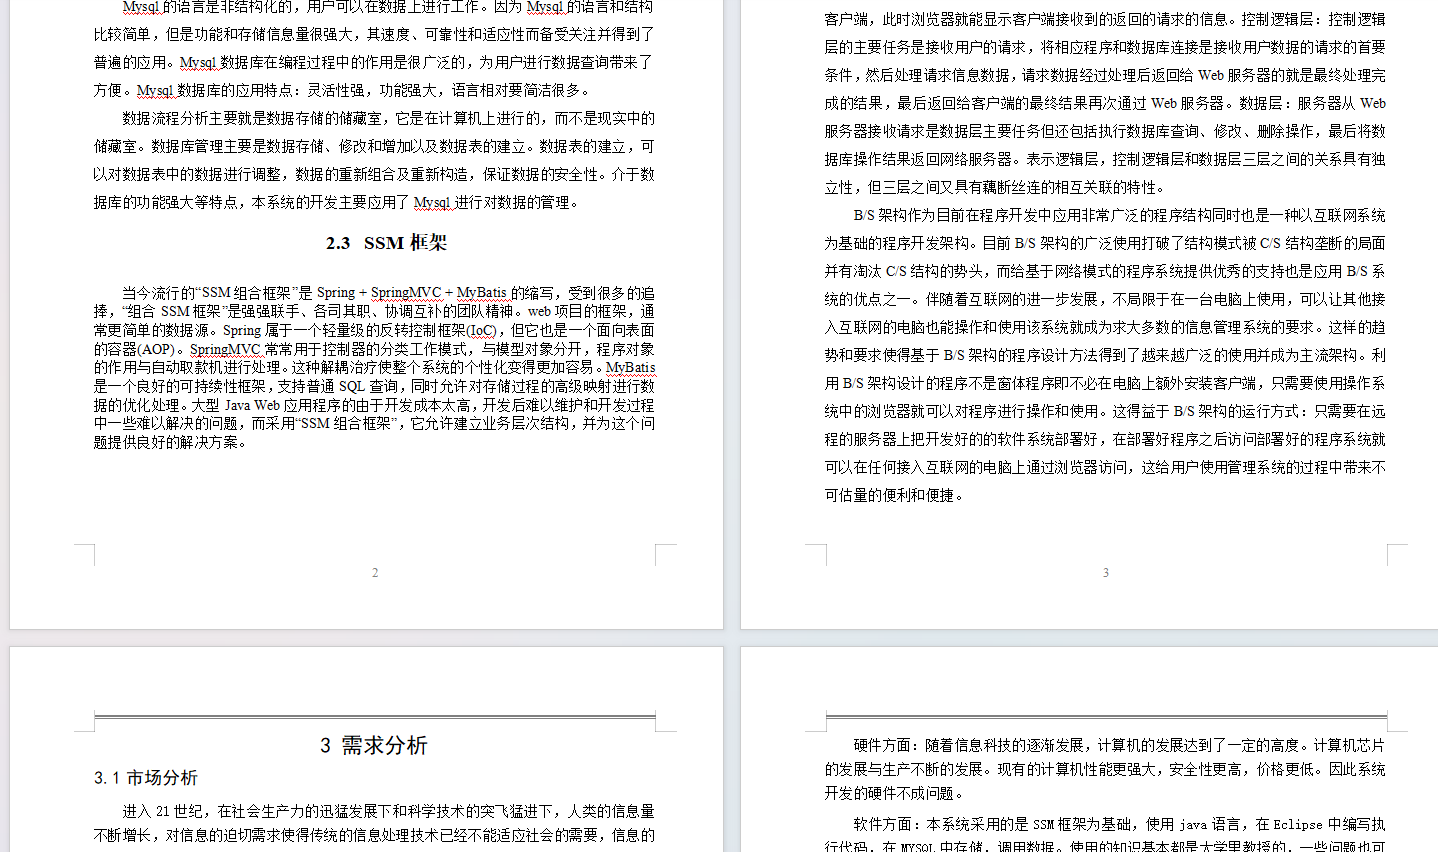 Mysql 的语言是非结构化的，用户可以在数据上进行工作。因为 Mysql 的语言和结构
比较简单，但是功能和存储信息量很强大，其速度、可靠性和适应性而备受关注并得到了
普遍的应用。Mysql 数据库在编程过程中的作用是很广泛的，为用户进行数据查询带来了
方便。Mysql 数据库的应用特点：灵活性强，功能强大，语言相对要简洁很多。
数据流程分析主要就是数据存储的储藏室，它是在计算机上进行的，而不是现实中的
储藏室。数据库管理主要是数据存储、修改和增加以及数据表的建立。数据表的建立，可
以对数据表中的数据进行调整，数据的重新组合及重新构造，保证数据的安全性。介于数
据库的功能强大等特点，本系统的开发主要应用了 Mysql 进行对数据的管理。
2.3 SSM 框架
当今流行的“SSM 组合框架”是 Spring + SpringMVC + MyBatis 的缩写，受到很多的追
捧，“组合 SSM 框架”是强强联手、各司其职、协调互补的团队精神。web 项目的框架，通
常更简单的数据源。Spring 属于一个轻量级的反转控制框架(IoC)，但它也是一个面向表面
的容器(AOP)。SpringMVC 常常用于控制器的分类工作模式，与模型对象分开，程序对象
的作用与自动取款机进行处理。这种解耦治疗使整个系统的个性化变得更加容易。MyBatis
是一个良好的可持续性框架，支持普通 SQL 查询，同时允许对存储过程的高级映射进行数
据的优化处理。大型 Java Web 应用程序的由于开发成本太高，开发后难以维护和开发过程
中一些难以解决的问题，而采用“SSM 组合框架”，它允许建立业务层次结构，并为这个问
题提供良好的解决方案。
2
客户端，此时浏览器就能显示客户端接收到的返回的请求的信息。控制逻辑层：控制逻辑
层的主要任务是接收用户的请求，将相应程序和数据库连接是接收用户数据的请求的首要
条件，然后处理请求信息数据，请求数据经过处理后返回给 Web 服务器的就是最终处理完
成的结果，最后返回给客户端的最终结果再次通过 Web 服务器。数据层：服务器从 Web
服务器接收请求是数据层主要任务但还包括执行数据库查询、修改、删除操作，最后将数
据库操作结果返回网络服务器。表示逻辑层，控制逻辑层和数据层三层之间的关系具有独
立性，但三层之间又具有藕断丝连的相互关联的特性。
B/S 架构作为目前在程序开发中应用非常广泛的程序结构同时也是一种以互联网系统
为基础的程序开发架构。目前 B/S 架构的广泛使用打破了结构模式被 C/S 结构垄断的局面
并有淘汰 C/S 结构的势头，而给基于网络模式的程序系统提供优秀的支持也是应用 B/S 系
统的优点之一。伴随着互联网的进一步发展，不局限于在一台电脑上使用，可以让其他接
入互联网的电脑也能操作和使用该系统就成为求大多数的信息管理系统的要求。这样的趋
势和要求使得基于 B/S 架构的程序设计方法得到了越来越广泛的使用并成为主流架构。利
用 B/S 架构设计的程序不是窗体程序即不必在电脑上额外安装客户端，只需要使用操作系
统中的浏览器就可以对程序进行操作和使用。这得益于 B/S 架构的运行方式：只需要在远
程的服务器上把开发好的的软件系统部署好，在部署好程序之后访问部署好的程序系统就
可以在任何接入互联网的电脑上通过浏览器访问，这给用户使用管理系统的过程中带来不
可估量的便利和便捷。
3
3 需求分析
3.1 市场分析
进入 21 世纪，在社会生产力的迅猛发展下和科学技术的突飞猛进下，人类的信息量
不断增长，对信息的迫切需求使得传统的信息处理技术已经不能适应社会的需要，信息的
硬件方面：随着信息科技的逐渐发展，计算机的发展达到了一定的高度。计算机芯片
的发展与生产不断的发展。现有的计算机性能更强大，安全性更高，价格更低。因此系统
开发的硬件不成问题。
软件方面：本系统采用的是 SSM 框架为基础，使用 java 语言，在 Eclipse 中编写执
行代码，在 MYSQL 中存储，调用数据。使用的知识基本都是大学里教授的，一些问题也可